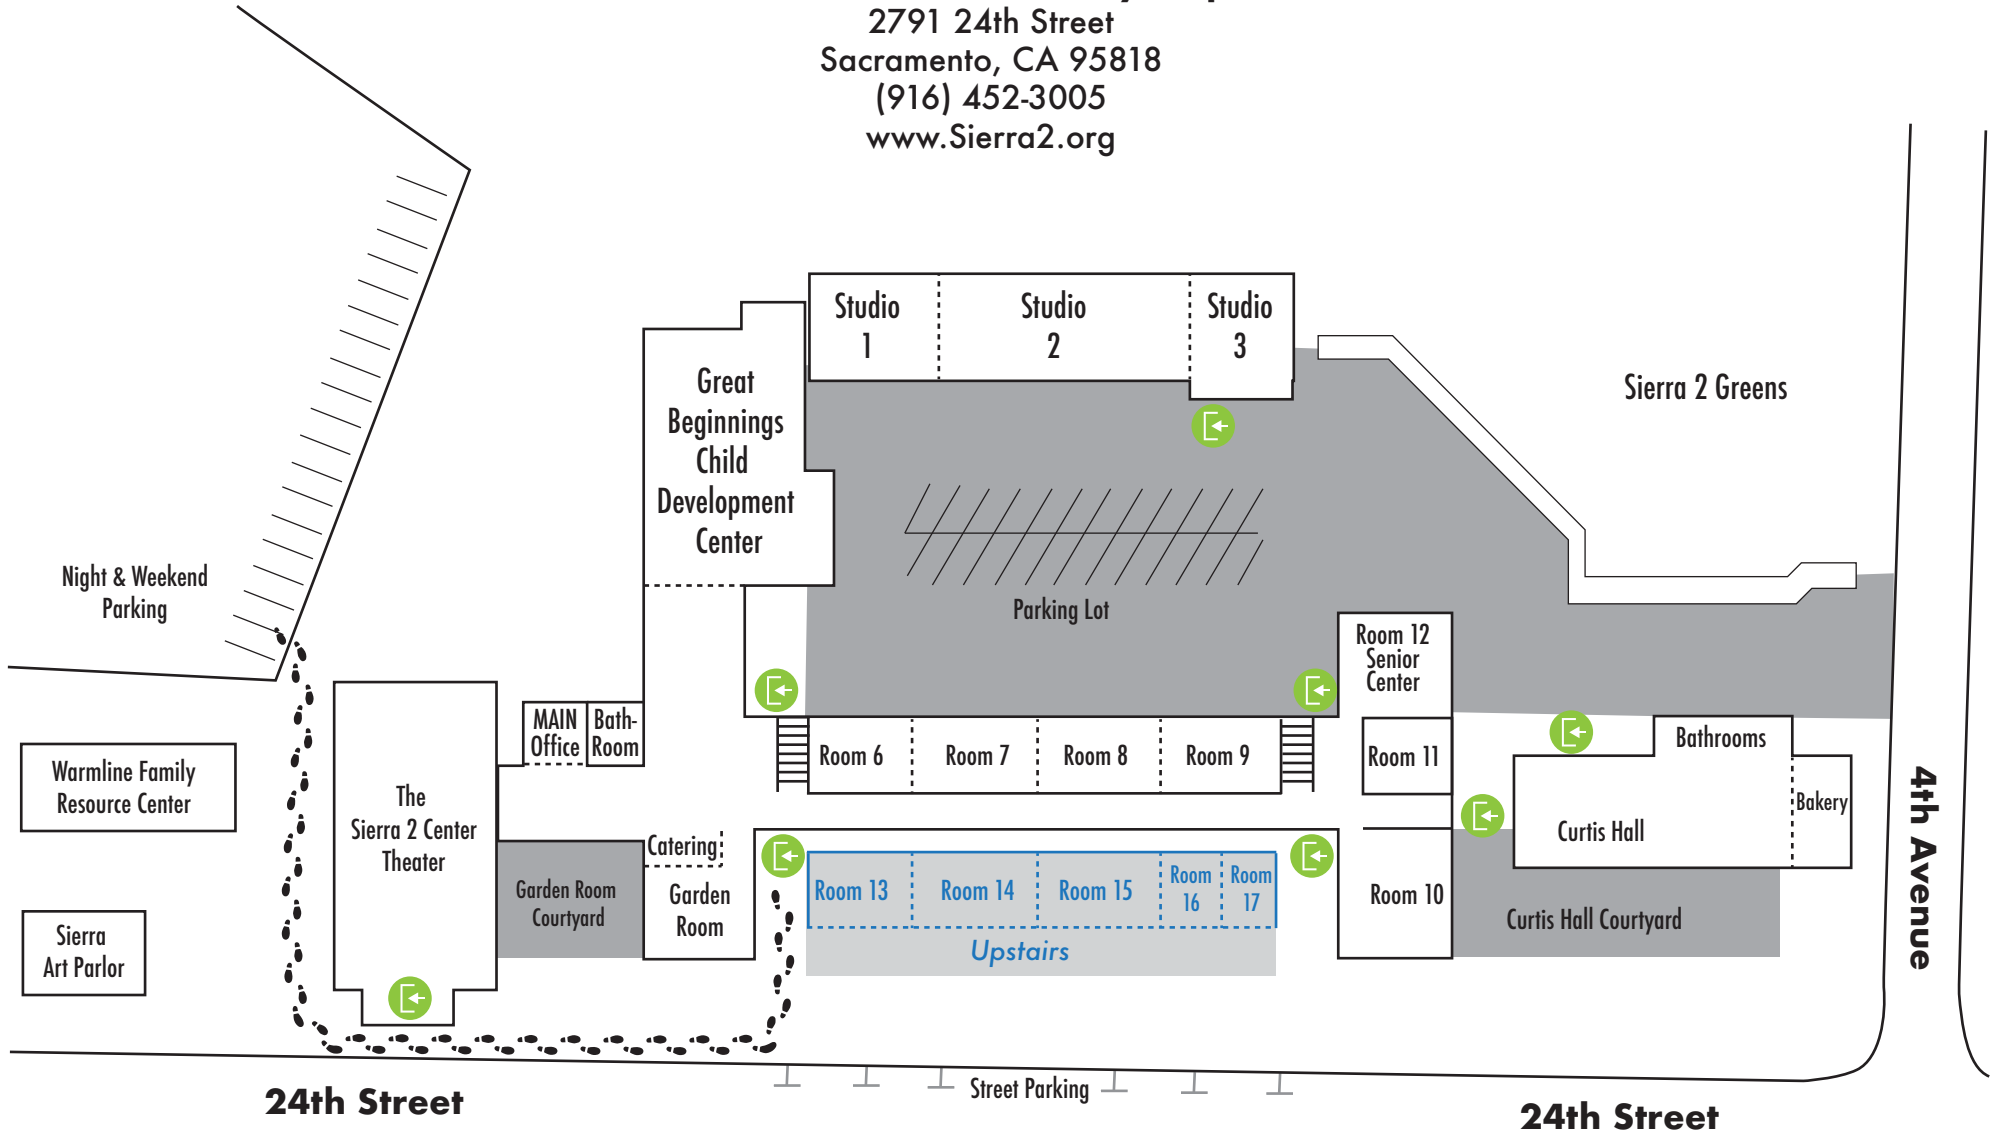 2791 24th Street
Sacramento, CA 95818
(916) 452-3005
www.Sierra2.org
Studio
1
Studio
2
Studio
3
Great
Beginnings
Child
Development
Center
Sierra 2 Greens
Night & Weekend
Parking
Parking Lot
Room 12
Senior
Center
MAIN
Office
Bath-
Room
Room 6
Room 7
Room 8
Room 9
Room 11
Bathrooms
Warmline Family
Resource Center
The
Sierra 2 Center
Theater
Catering
Curtis Hall
Bakery
4th Avenue
Garden Room
Courtyard
Garden
Room
Room 13
Room 14
Room 15
Room
16
Room
17
Room 10
Curtis Hall Courtyard
Upstairs
Sierra
Art Parlor
24th Street
Street Parking
24th Street